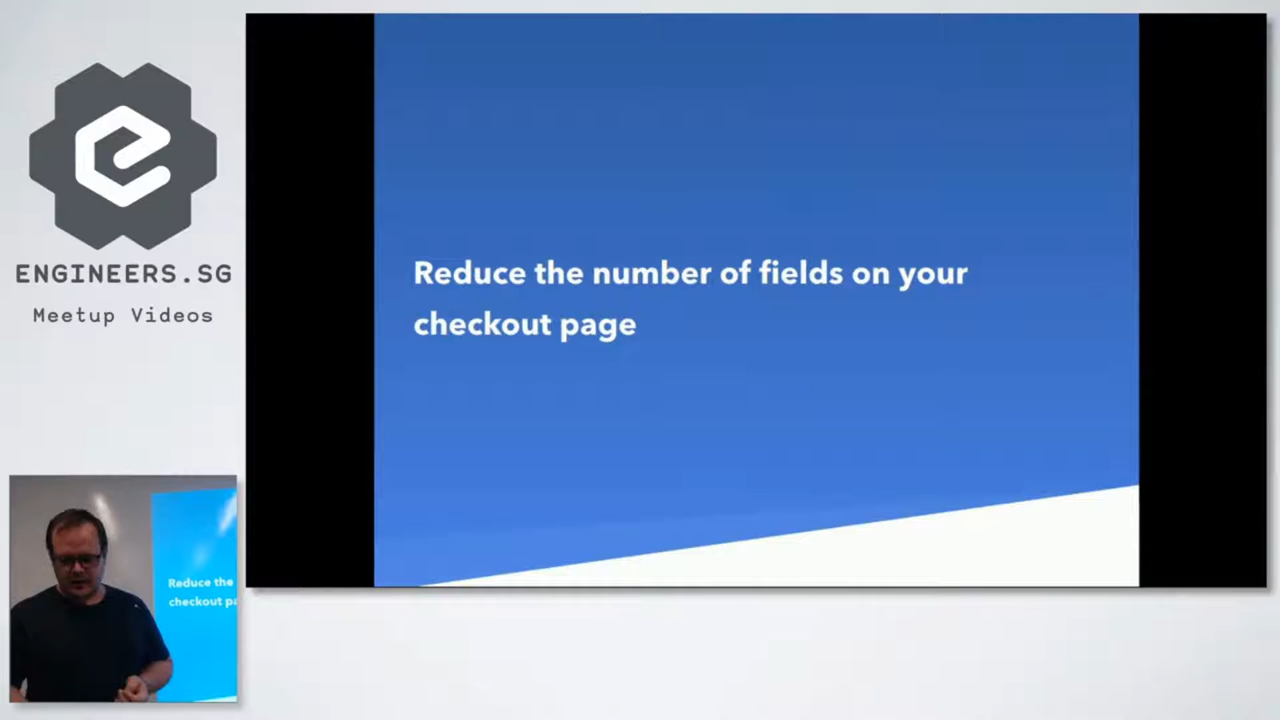 ENGINEERS.SG
Meetup Videos
Reduce the number of fields on your
checkout page
Reduce the
checkout pa